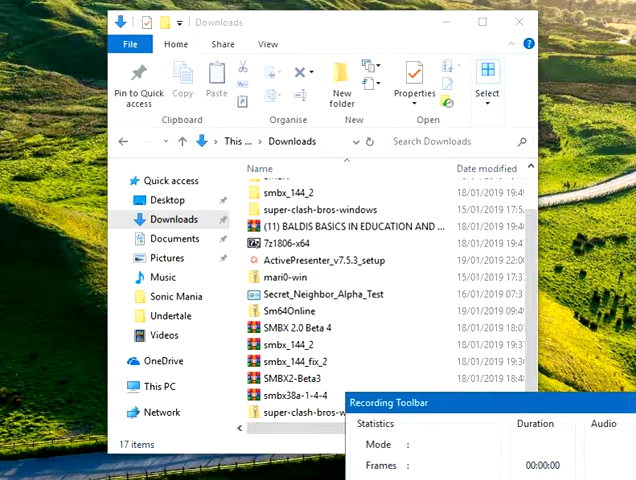 Downloads
File
Home
Share
View
Pin to Quick access
Copy
Paste
New folder
Properties
Select
Clipboard
Organise
New
Open
This ...
Downloads
Search Downloads
Name
Date modified
Quick access
Desktop
Downloads
Documents
Pictures
Music
Sonic Mania
Undertale
Videos
OneDrive
This PC
Network
smbx_144_2 18/01/2019 19:4
super-clash-bros-windows 15/01/2019 17:5
(11) BALDIS BASICS IN EDUCATION AND ... 18/01/2019 19:4
7z1806-x64 18/01/2019 19:4
ActivePresenter_v7.5.3_setup 19/01/2019 22:0
mari0-win 15/01/2019 17:3
Secret_Neighbor_Alpha_Test 16/01/2019 07:3
Sm64Online 19/01/2019 09:4
SMBX 2.0 Beta 4 18/01/2019 18:0
smbx_144_2 18/01/2019 19:3
smbx_144_fix_2 18/01/2019 19:3
SMBX2-Beta3 18/01/2019 18:4
smbx38a-1-4-4
super-clash-bros-w
17 items
Recording Toolbar
Statistics
Duration
Audio
Mode :
Frames :
00:00:00